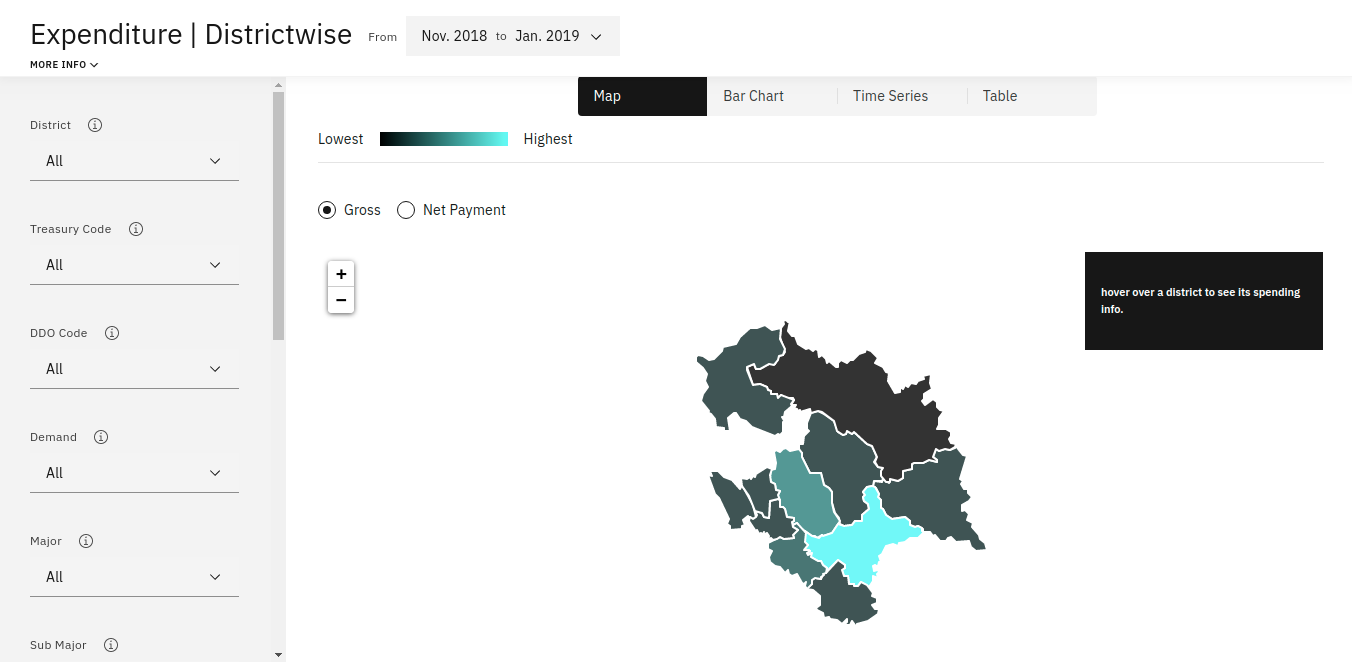 Expenditure | Districtwise From Nov. 2018 to Jan. 2019
MORE INFO
Map Bar Chart Time Series Table
Lowest Highest
Gross Net Payment
+
−
hover over a district to see its spending
info.
District
All
Treasury Code
All
DDO Code
All
Demand
All
Major
All
Sub Major